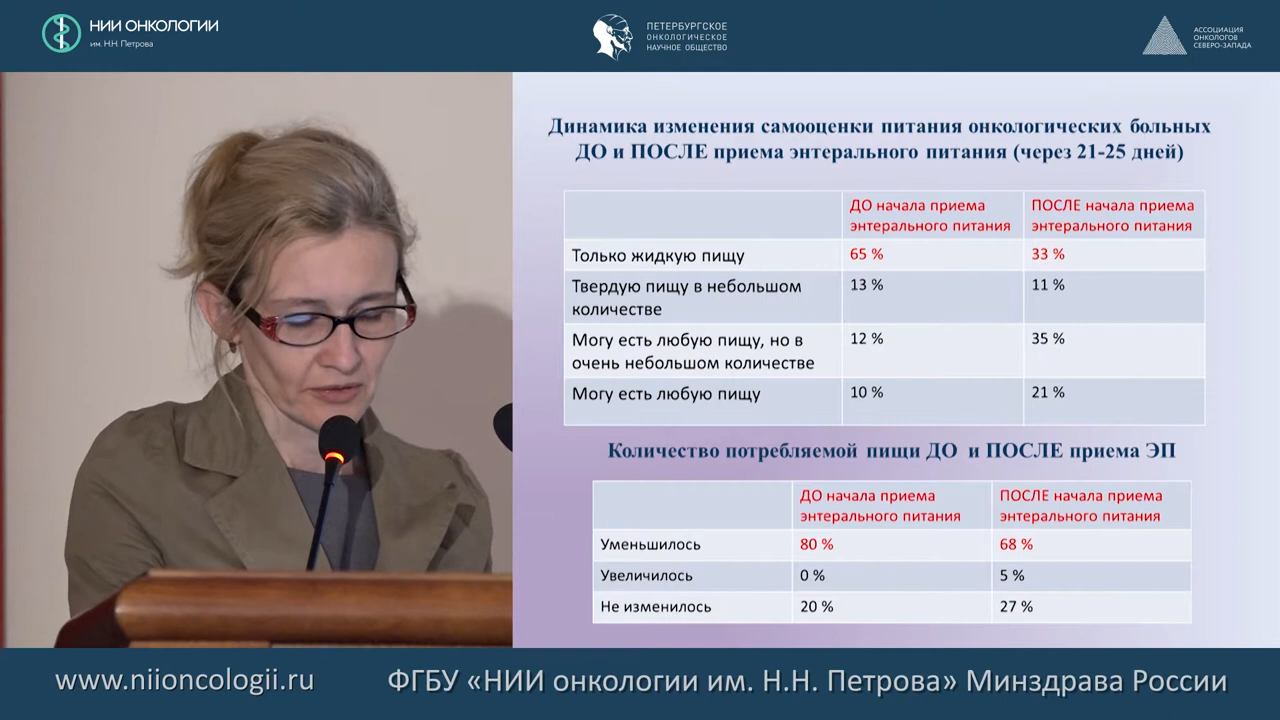 НИИ ОНКОЛОГИИ
им. Н.Н. Петрова
ПЕТЕРБУРГСКОЕ
ОНКОЛОГИЧЕСКОЕ
НАУЧНОЕ ОБЩЕСТВО
АССОЦИАЦИЯ
ОНКОЛОГОВ
СЕВЕРО-ЗАПАДА
Динамика изменения самооценки питания онкологических больных
ДО и ПОСЛЕ приема энтерального питания (через 21-25 дней)
ДО начала приема
энтерального питания
ПОСЛЕ начала приема
энтерального питания
Только жидкую пищу
65 %
33 %
Твердую пищу в небольшом
количестве
13 %
11 %
Могу есть любую пищу, но в
очень небольшом количестве
12 %
35 %
Могу есть любую пищу
10 %
21 %
Количество потребляемой пищи ДО и ПОСЛЕ приема ЭП
ДО начала приема
энтерального питания
ПОСЛЕ начала приема
энтерального питания
Уменьшилось
80 %
68 %
Увеличилось
0 %
5 %
Не изменилось
20 %
27 %
www.niioncologii.ru
ФГБУ «НИИ онкологии им. Н.Н. Петрова» Минздрава России